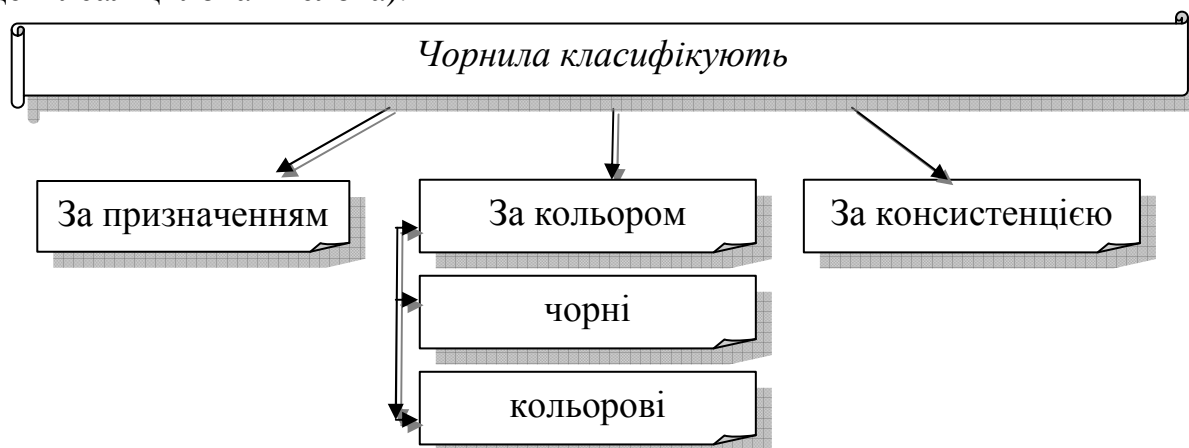 Чорнила класифікують
За призначенням
За кольором
За консистенцією
чорні
кольорові